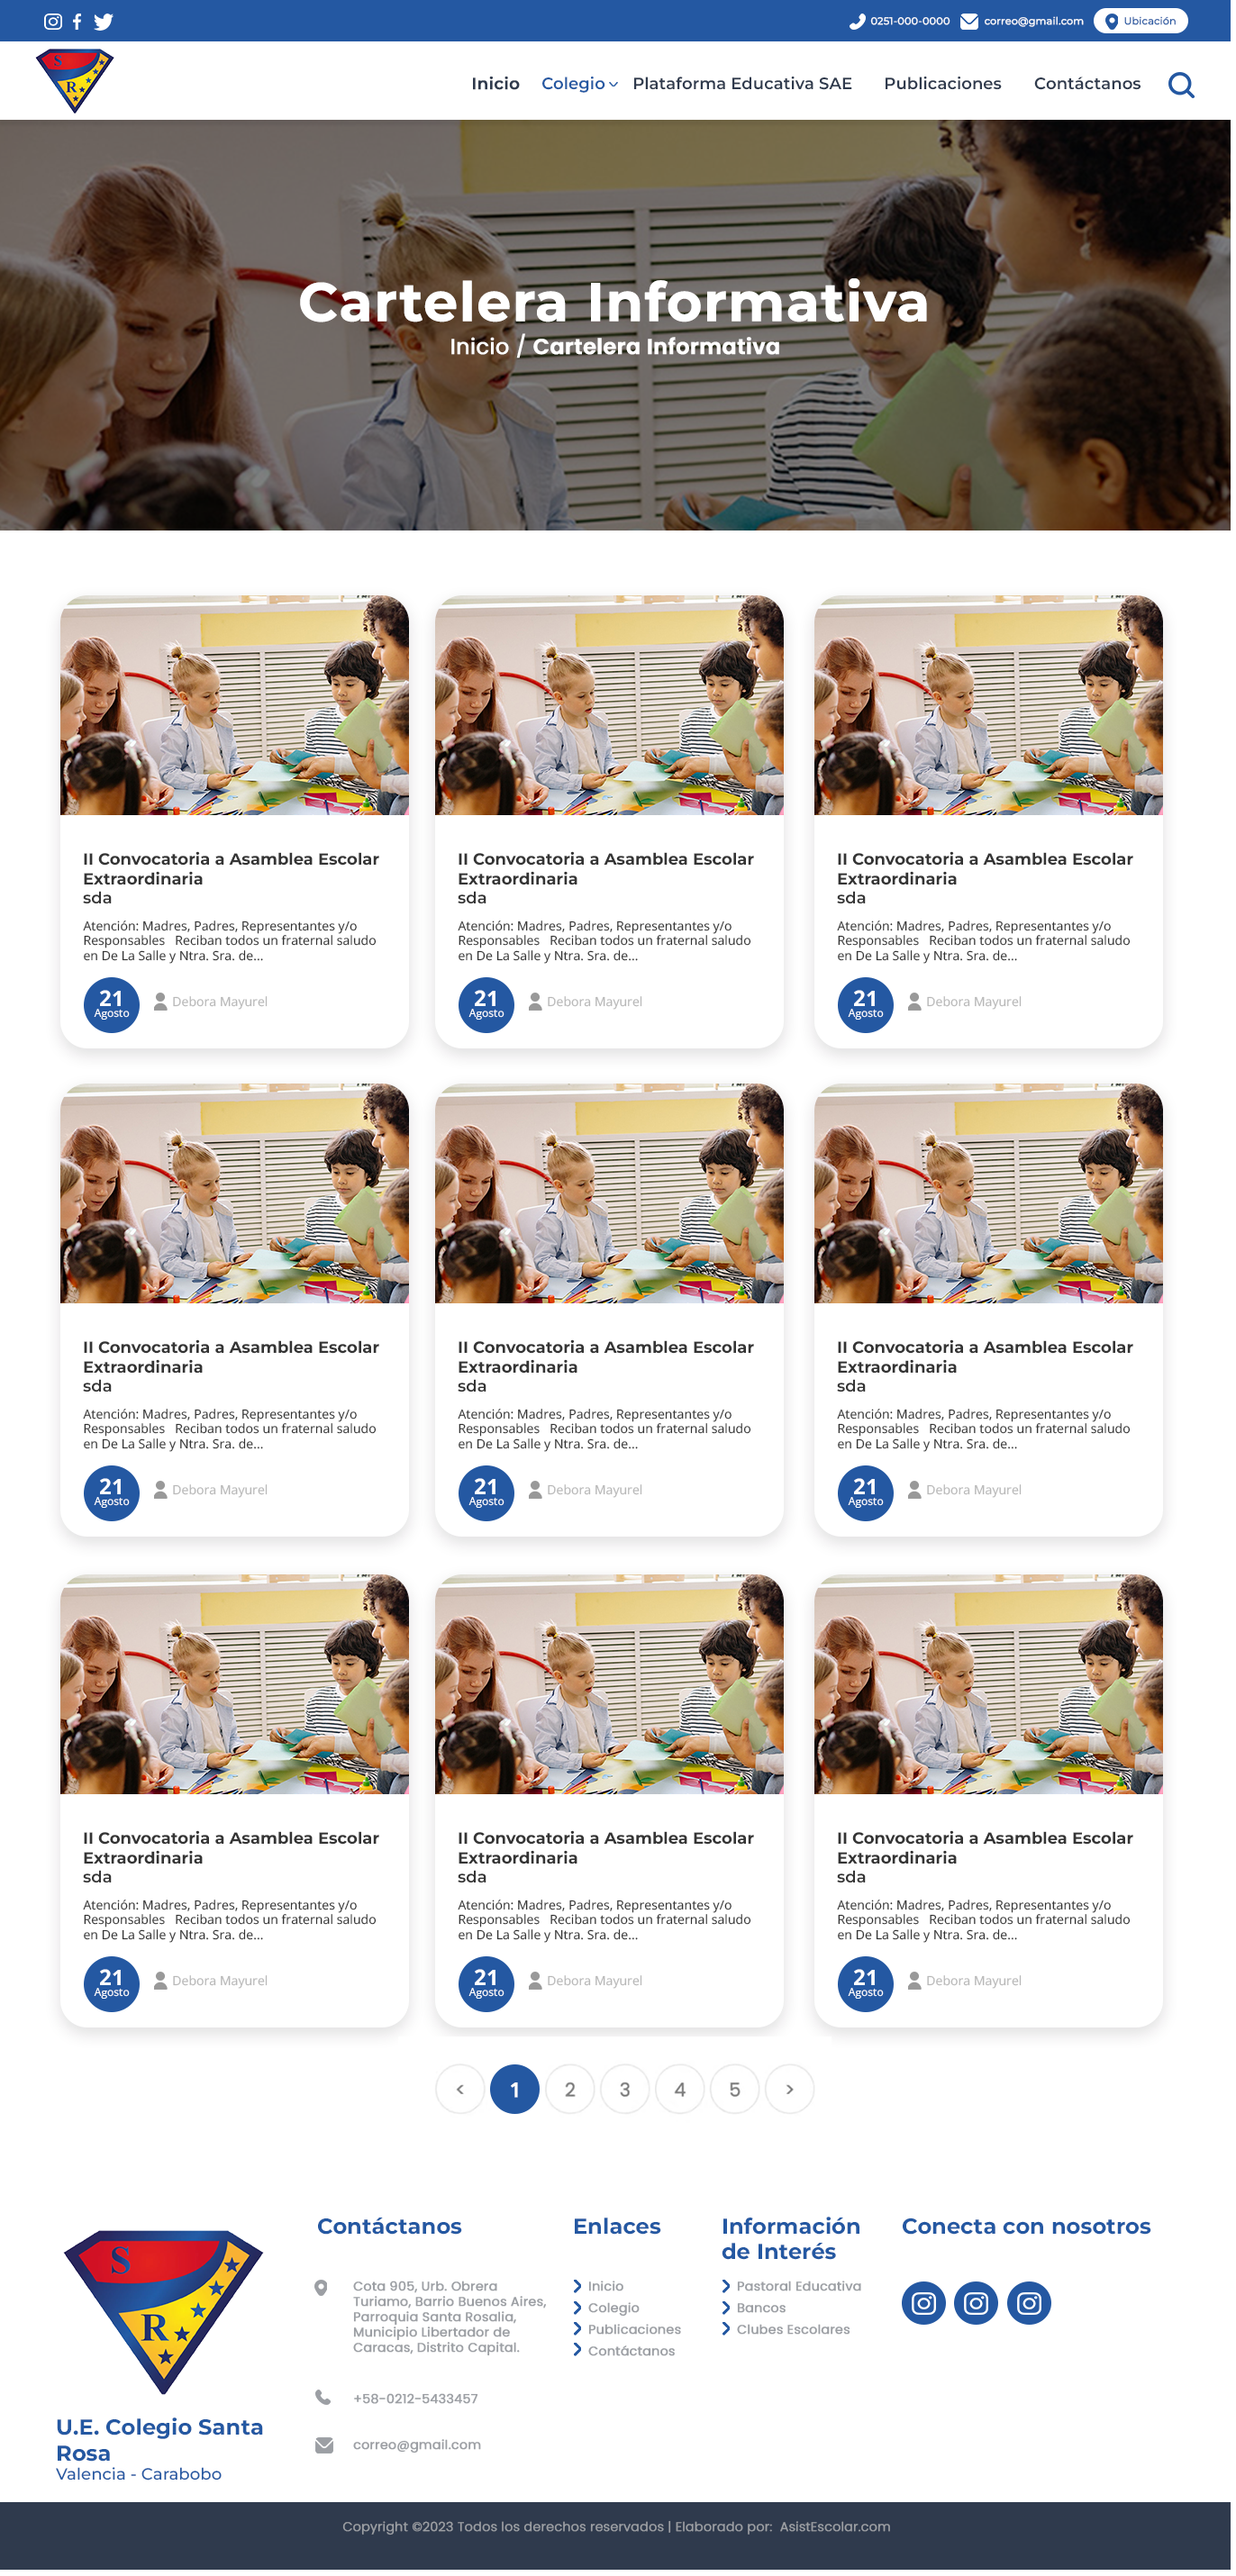 0251-000-0000 correo@gmail.com Ubicación
S
R
Inicio Colegio Plataforma Educativa SAE Publicaciones Contáctanos
Cartelera Informativa
Inicio / Cartelera Informativa
II Convocatoria a Asamblea Escolar
Extraordinaria
sda
Atención: Madres, Padres, Representantes y/o
Responsables Reciban todos un fraternal saludo
en De La Salle y Ntra. Sra. de...
21
Agosto
Debora Mayurel
II Convocatoria a Asamblea Escolar
Extraordinaria
sda
Atención: Madres, Padres, Representantes y/o
Responsables Reciban todos un fraternal saludo
en De La Salle y Ntra. Sra. de...
21
Agosto
Debora Mayurel
II Convocatoria a Asamblea Escolar
Extraordinaria
sda
Atención: Madres, Padres, Representantes y/o
Responsables Reciban todos un fraternal saludo
en De La Salle y Ntra. Sra. de...
21
Agosto
Debora Mayurel
II Convocatoria a Asamblea Escolar
Extraordinaria
sda
Atención: Madres, Padres, Representantes y/o
Responsables Reciban todos un fraternal saludo
en De La Salle y Ntra. Sra. de...
21
Agosto
Debora Mayurel
II Convocatoria a Asamblea Escolar
Extraordinaria
sda
Atención: Madres, Padres, Representantes y/o
Responsables Reciban todos un fraternal saludo
en De La Salle y Ntra. Sra. de...
21
Agosto
Debora Mayurel
II Convocatoria a Asamblea Escolar
Extraordinaria
sda
Atención: Madres, Padres, Representantes y/o
Responsables Reciban todos un fraternal saludo
en De La Salle y Ntra. Sra. de...
21
Agosto
Debora Mayurel
II Convocatoria a Asamblea Escolar
Extraordinaria
sda
Atención: Madres, Padres, Representantes y/o
Responsables Reciban todos un fraternal saludo
en De La Salle y Ntra. Sra. de...
21
Agosto
Debora Mayurel
II Convocatoria a Asamblea Escolar
Extraordinaria
sda
Atención: Madres, Padres, Representantes y/o
Responsables Reciban todos un fraternal saludo
en De La Salle y Ntra. Sra. de...
21
Agosto
Debora Mayurel
II Convocatoria a Asamblea Escolar
Extraordinaria
sda
Atención: Madres, Padres, Representantes y/o
Responsables Reciban todos un fraternal saludo
en De La Salle y Ntra. Sra. de...
21
Agosto
Debora Mayurel
< 1 2 3 4 5 >
S
R
U.E. Colegio Santa
Rosa
Valencia - Carabobo
Contáctanos
Cota 905, Urb. Obrera
Turiamo, Barrio Buenos Aires,
Parroquia Santa Rosalia,
Municipio Libertador de
Caracas, Distrito Capital.
+58-0212-5433457
correo@gmail.com
Enlaces
Inicio
Colegio
Publicaciones
Contáctanos
Información
de Interés
Pastoral Educativa
Bancos
Clubes Escolares
Conecta con nosotros
Copyright ©2023 Todos los derechos reservados | Elaborado por: AsistEscolar.com